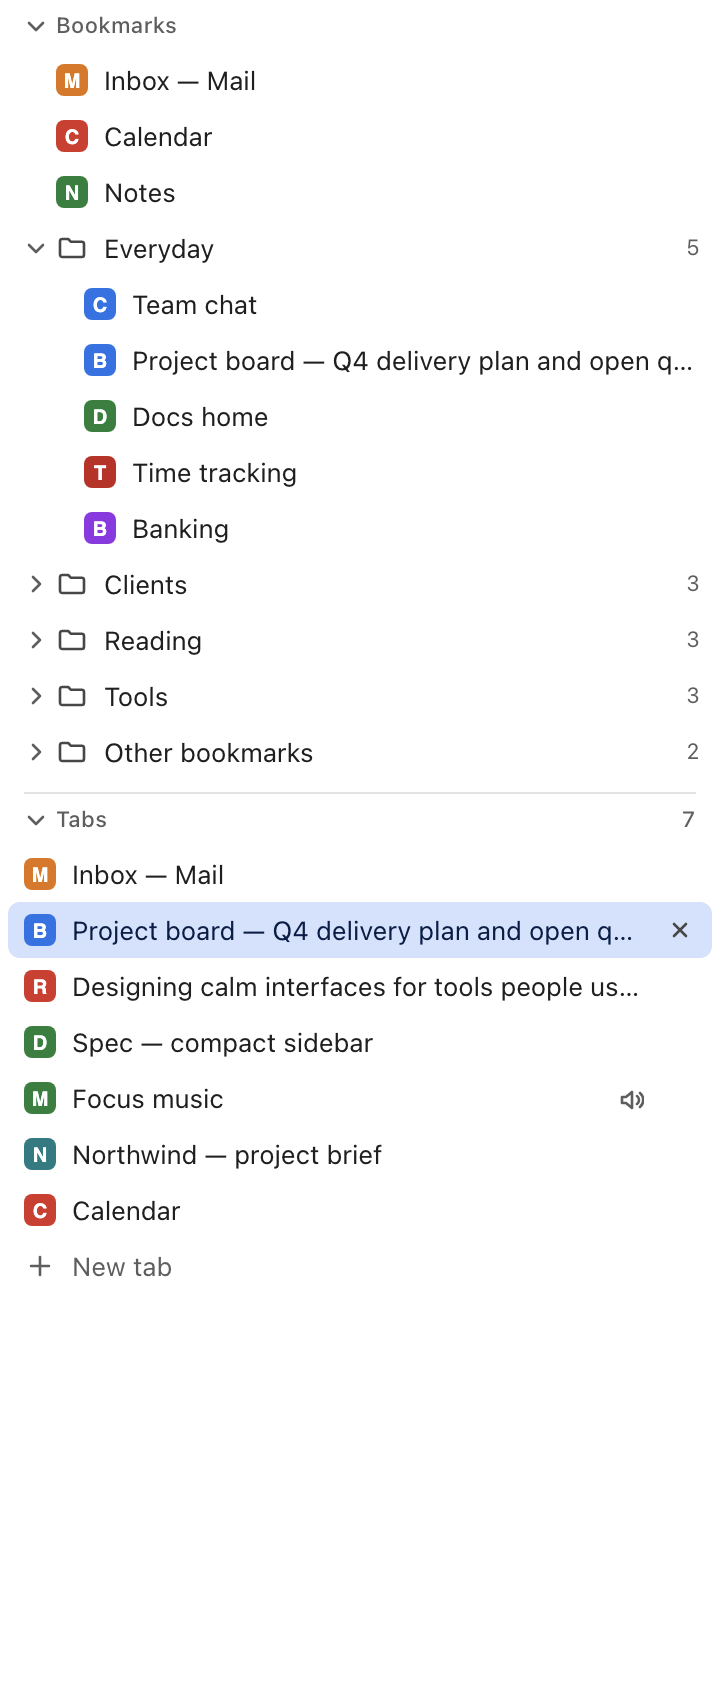 Bookmarks
M Inbox — Mail
C Calendar
N Notes
Everyday 5
C Team chat
B Project board — Q4 delivery plan and open q...
D Docs home
T Time tracking
B Banking
Clients 3
Reading 3
Tools 3
Other bookmarks 2
Tabs 7
M Inbox — Mail
B Project board — Q4 delivery plan and open q...
R Designing calm interfaces for tools people us...
D Spec — compact sidebar
M Focus music
N Northwind — project brief
C Calendar
New tab